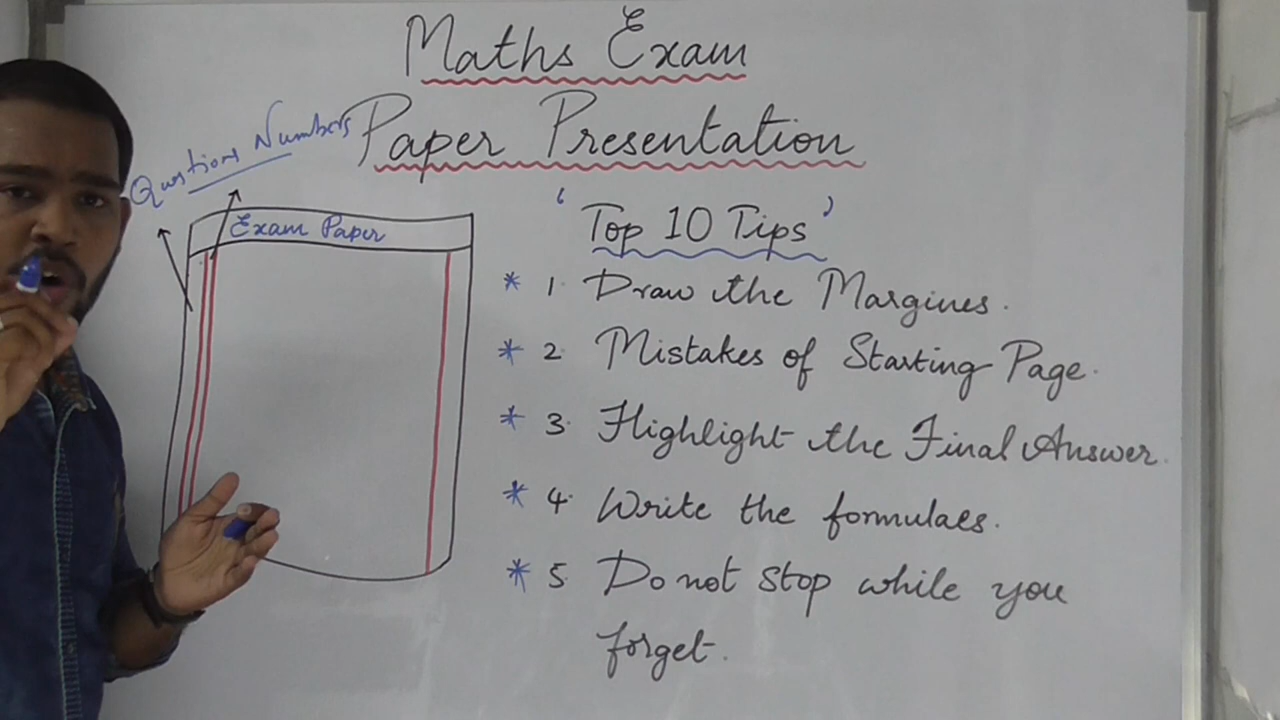 Maths Exam
Paper Presentation
Question Numbers
Exam Paper
'Top 10 Tips'
* 1. Draw the Margines.
* 2. Mistakes of Starting Page.
* 3. Highlight the Final Answer.
* 4. Write the formulaes.
* 5. Do not stop while you
forget.